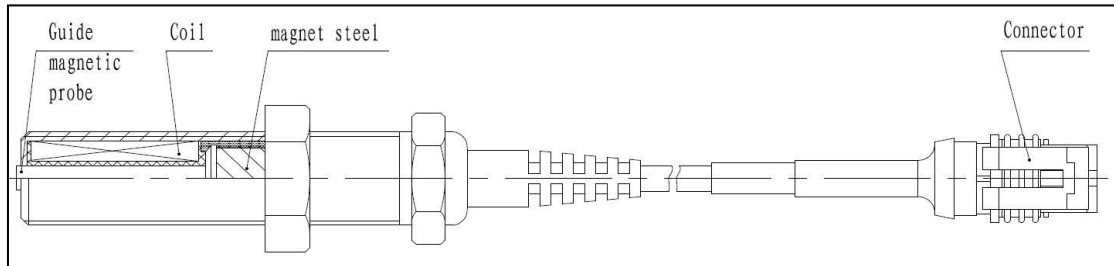 Guide
magnetic
probe
Coil
magnet steel
Connector